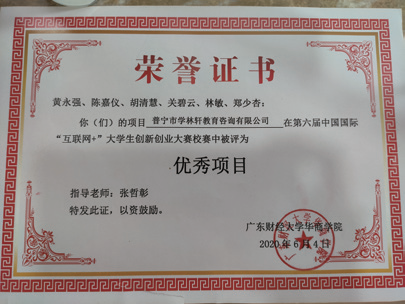 荣誉证书
黄永强、陈嘉仪、胡清慧、关碧云、林敏、郑少杏：
你（们）的项目 普宁市学林轩教育咨询有限公司 在第六届中国国际
“互联网+”大学生创新创业大赛校赛中被评为
优秀项目
指导老师：张哲彰
特发此证，以资鼓励。
广东财经大学华商学院
2020年6月4日